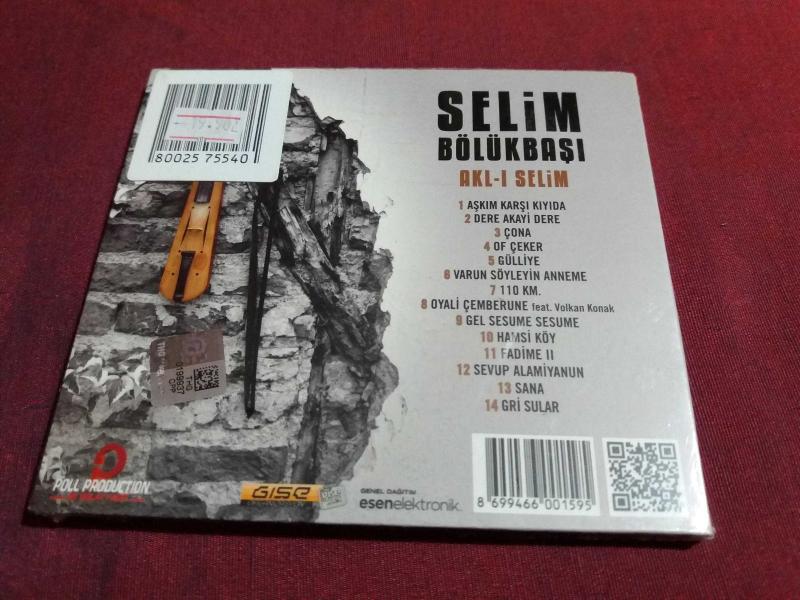 80025 75540
SELiM
BÖLÜKBAŞI
AKL-I SELiM
1 AŞKIM KARŞI KIYIDA
2 DERE AKAYİ DERE
3 ÇONA
4 OF ÇEKER
5 GÜLLİYE
6 VARUN SÖYLEYİN ANNEME
7 110 KM.
8 OYALİ ÇEMBERUNE feat. Volkan Konak
9 GEL SESUME SESUME
10 HAMSİ KÖY
11 FADİME II
12 SEVUP ALAMİYANUN
13 SANA
14 GRİ SULAR
POLL PRODUCTION
GISE
GENEL DAĞITIM
esenelektronik
8 699466 001595